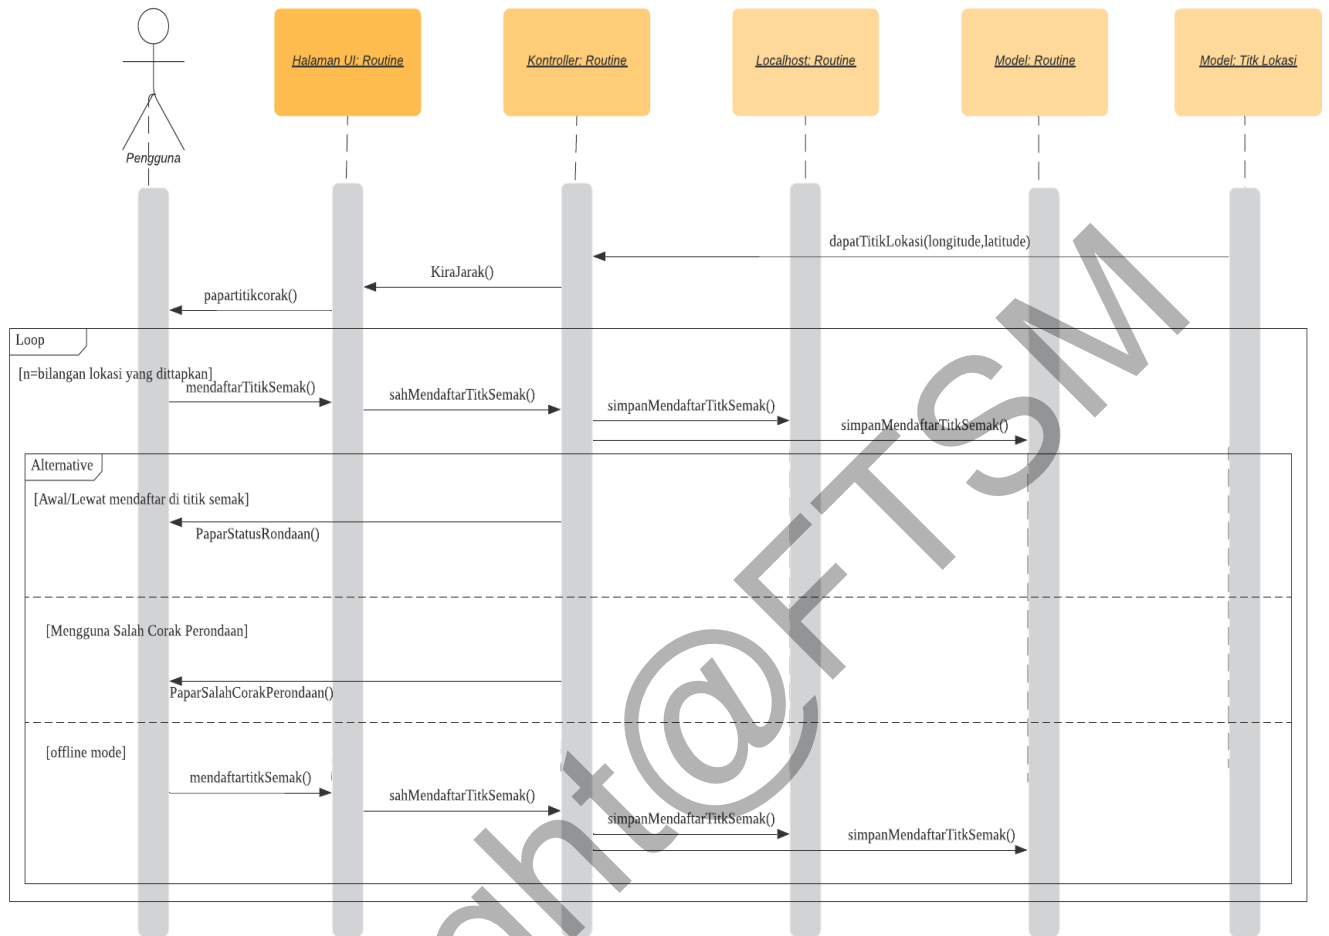 Halaman UI: Routine
Kontroller: Routine
Localhost: Routine
Model: Routine
Model: Titk Lokasi
Pengguna
dapatTitikLokasi(longitude,latitude)
KiraJarak()
papartitikcorak()
Loop
[n=bilangan lokasi yang dittapkan]
mendaftarTitikSemak()
sahMendaftarTitkSemak()
simpanMendaftarTitkSemak()
simpanMendaftarTitkSemak()
Alternative
[Awal/Lewat mendaftar di titik semak]
PaparStatusRondaan()
[Mengguna Salah Corak Perondaan]
PaparSalahCorakPerondaan()
[offline mode]
mendaftartitkSemak()
sahMendaftarTitkSemak()
simpanMendaftarTitkSemak()
simpanMendaftarTitkSemak()
ght@FTSM